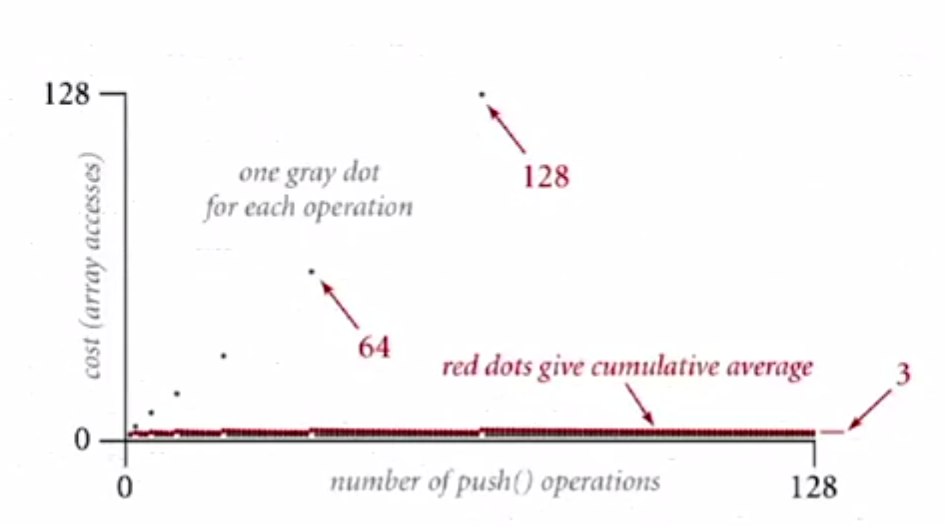 128
cost (array accesses)
one gray dot
for each operation
128
64
red dots give cumulative average
3
0
0
number of push() operations
128